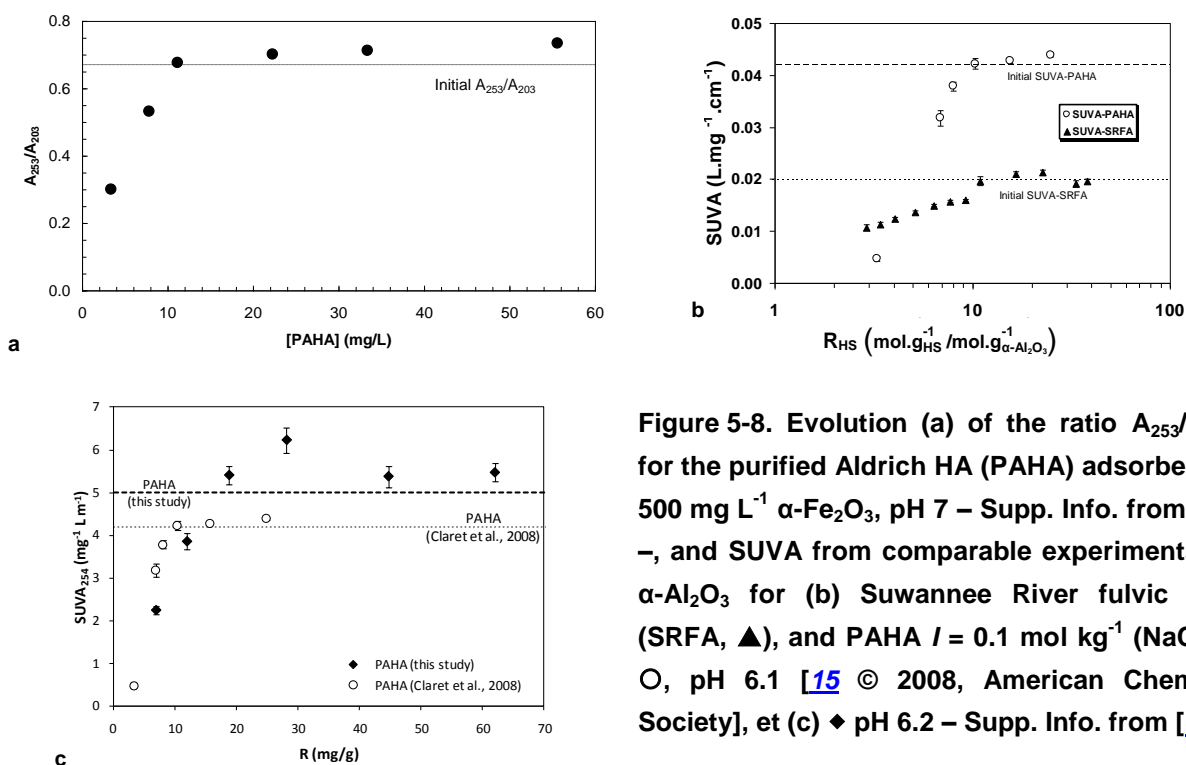 0.8
0.6
0.4
0.2
0.0
A253/A203
Initial A253/A203
0 10 20 30 40 50 60
[PAHA] (mg/L)
a
0.05
0.04
0.03
0.02
0.01
0.00
SUVA (L.mg-1.cm-1)
Initial SUVA-PAHA
SUVA-PAHA
SUVA-SRFA
Initial SUVA-SRFA
1 10 100
b
RHS (mol.g-1HS /mol.g-1α-Al2O3)
7
6
5
4
3
2
1
0
SUVA254 (mg-1 L m-1)
PAHA
(this study)
PAHA
(Claret et al., 2008)
PAHA (this study)
PAHA (Claret et al., 2008)
0 10 20 30 40 50 60 70
R (mg/g)
c
Figure 5-8. Evolution (a) of the ratio A253/
for the purified Aldrich HA (PAHA) adsorbe
500 mg L-1 α-Fe2O3, pH 7 – Supp. Info. from
–, and SUVA from comparable experiments
α-Al2O3 for (b) Suwannee River fulvic
(SRFA, ▲), and PAHA I = 0.1 mol kg-1 (NaC
O, pH 6.1 [15 © 2008, American Chem
Society], et (c) ◆ pH 6.2 – Supp. Info. from [